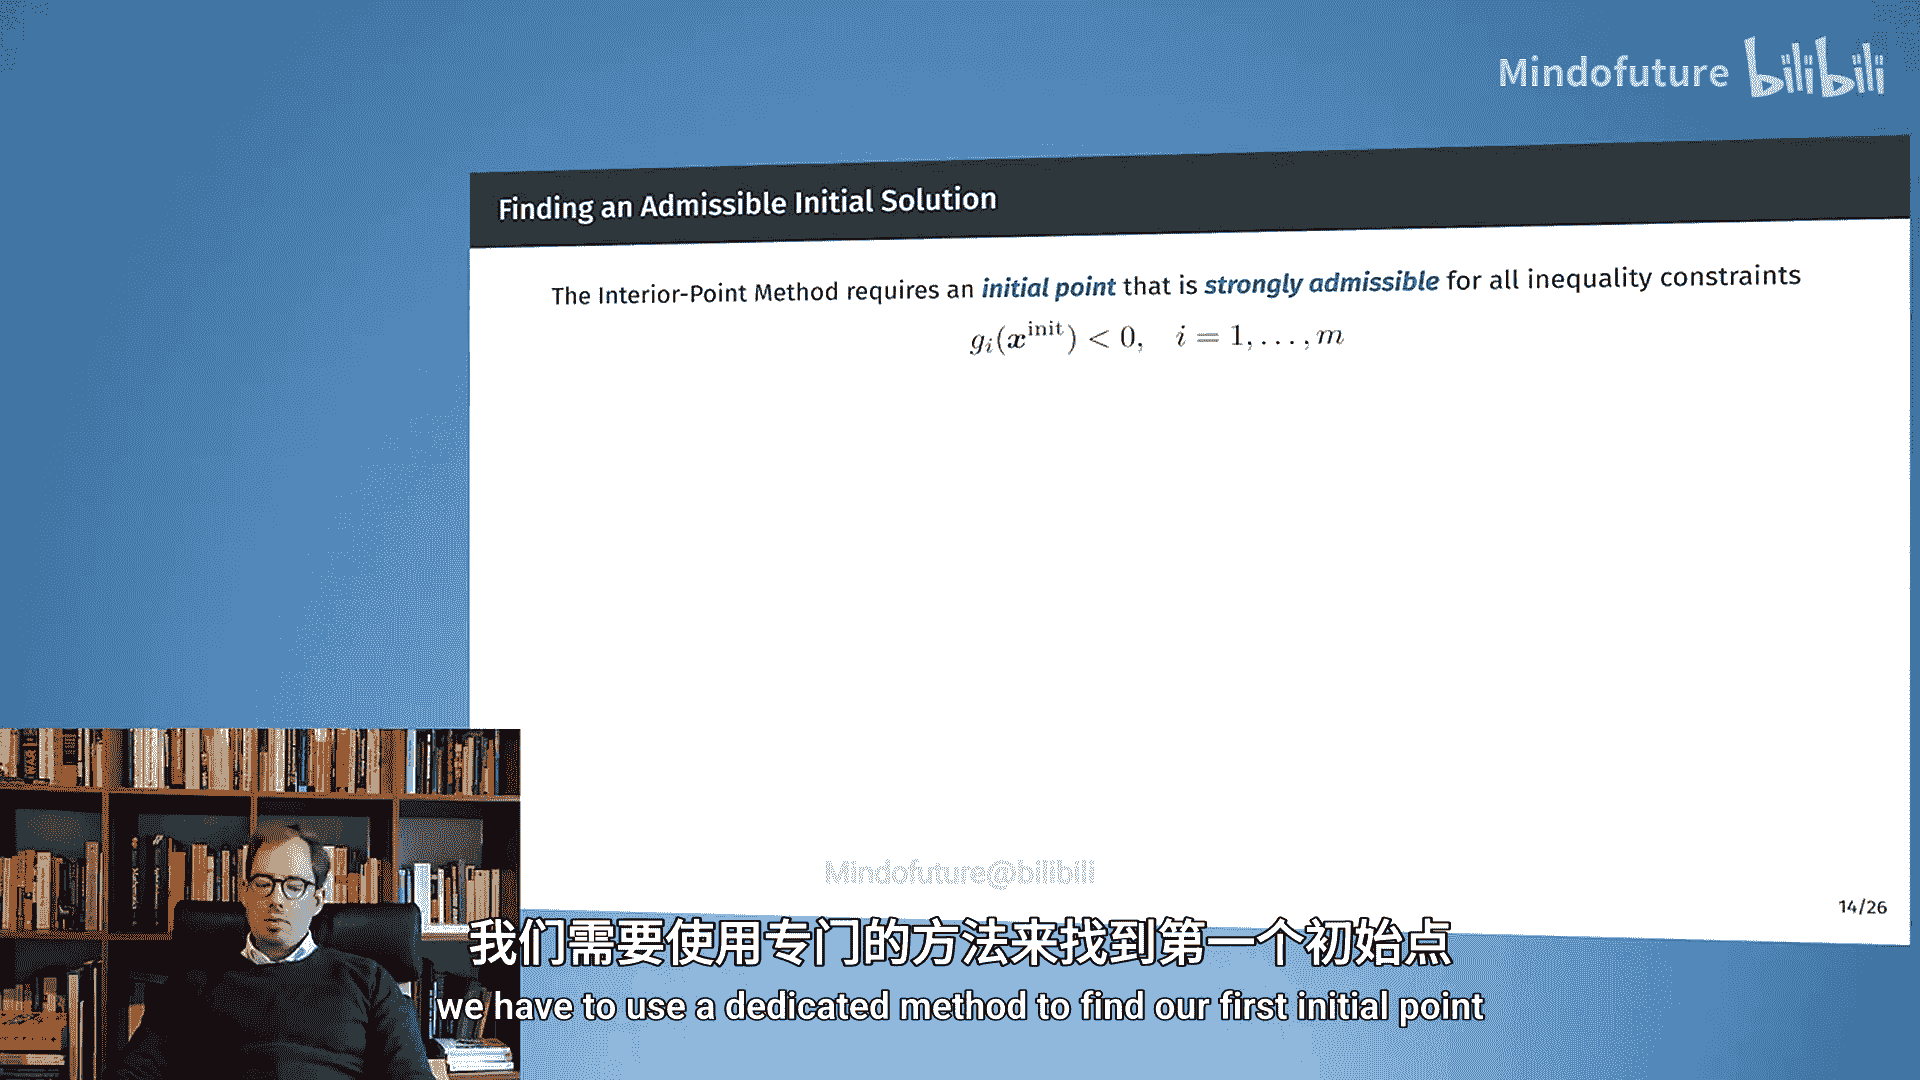 Mindofuture bilibili
Finding an Admissible Initial Solution
The Interior-Point Method requires an initial point that is strongly admissible for all inequality constraints
g_i(x^init) < 0, i = 1, . . . , m
Mindofuture@bilibili
14/26
我们需要使用专门的方法来找到第一个初始点
we have to use a dedicated method to find our first initial point
WAR